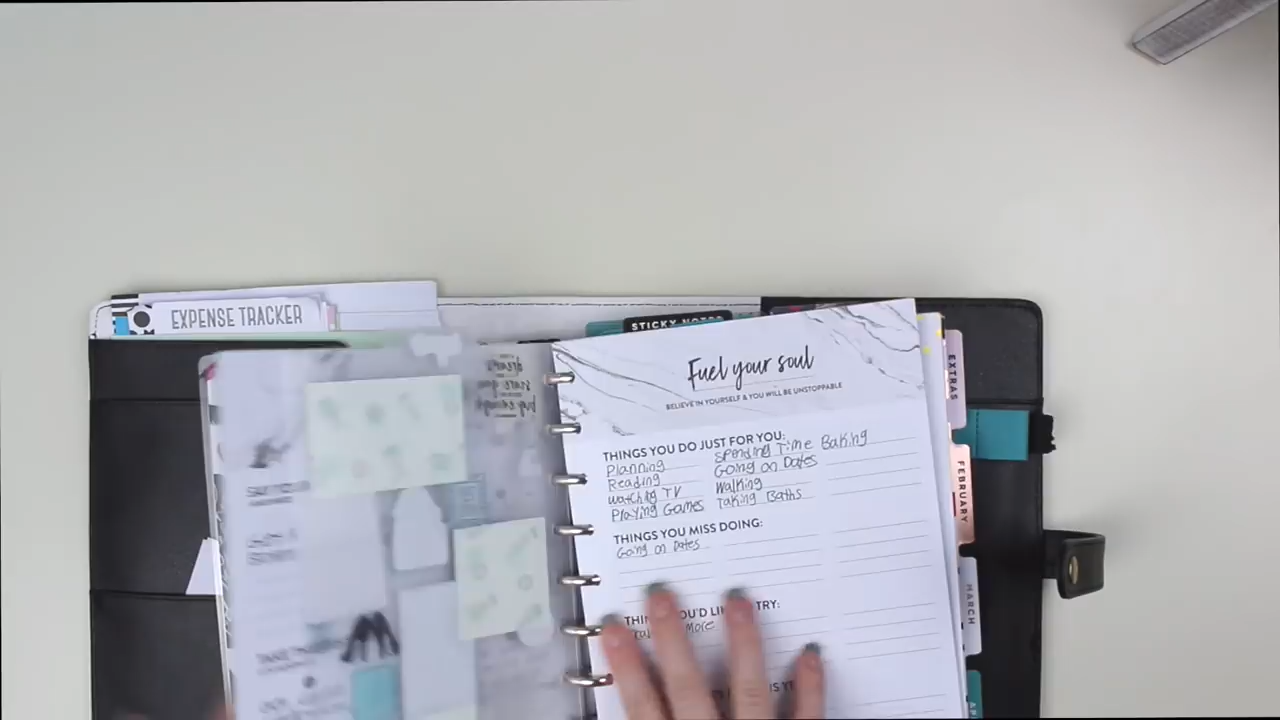 EXPENSE TRACKER
STICKY NOTES
Fuel your soul
BELIEVE IN YOURSELF & YOU WILL BE UNSTOPPABLE
THINGS YOU DO JUST FOR YOU:
Planning
Spending Time Baking
Reading
Going on Dates
Watching TV
Walking
Playing Games
Taking Baths
THINGS YOU MISS DOING:
Going on Dates
TRY:
More
EXTRAS
FEBRUARY
MARCH